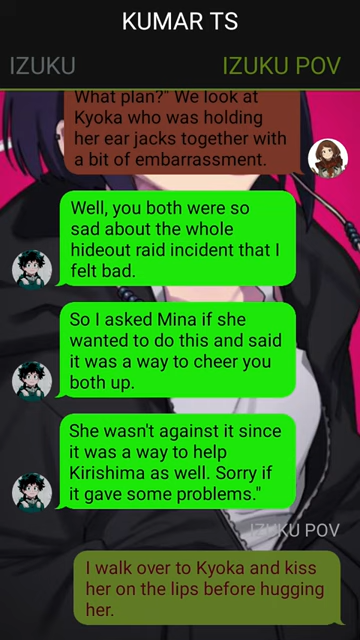 KUMAR TS
IZUKU
IZUKU POV
What plan?" We look at
Kyoka who was holding
her ear jacks together with
a bit of embarrassment.
Well, you both were so
sad about the whole
hideout raid incident that I
felt bad.
So I asked Mina if she
wanted to do this and said
it was a way to cheer you
both up.
She wasn't against it since
it was a way to help
Kirishima as well. Sorry if
it gave some problems."
IZUKU POV
I walk over to Kyoka and kiss
her on the lips before hugging
her.